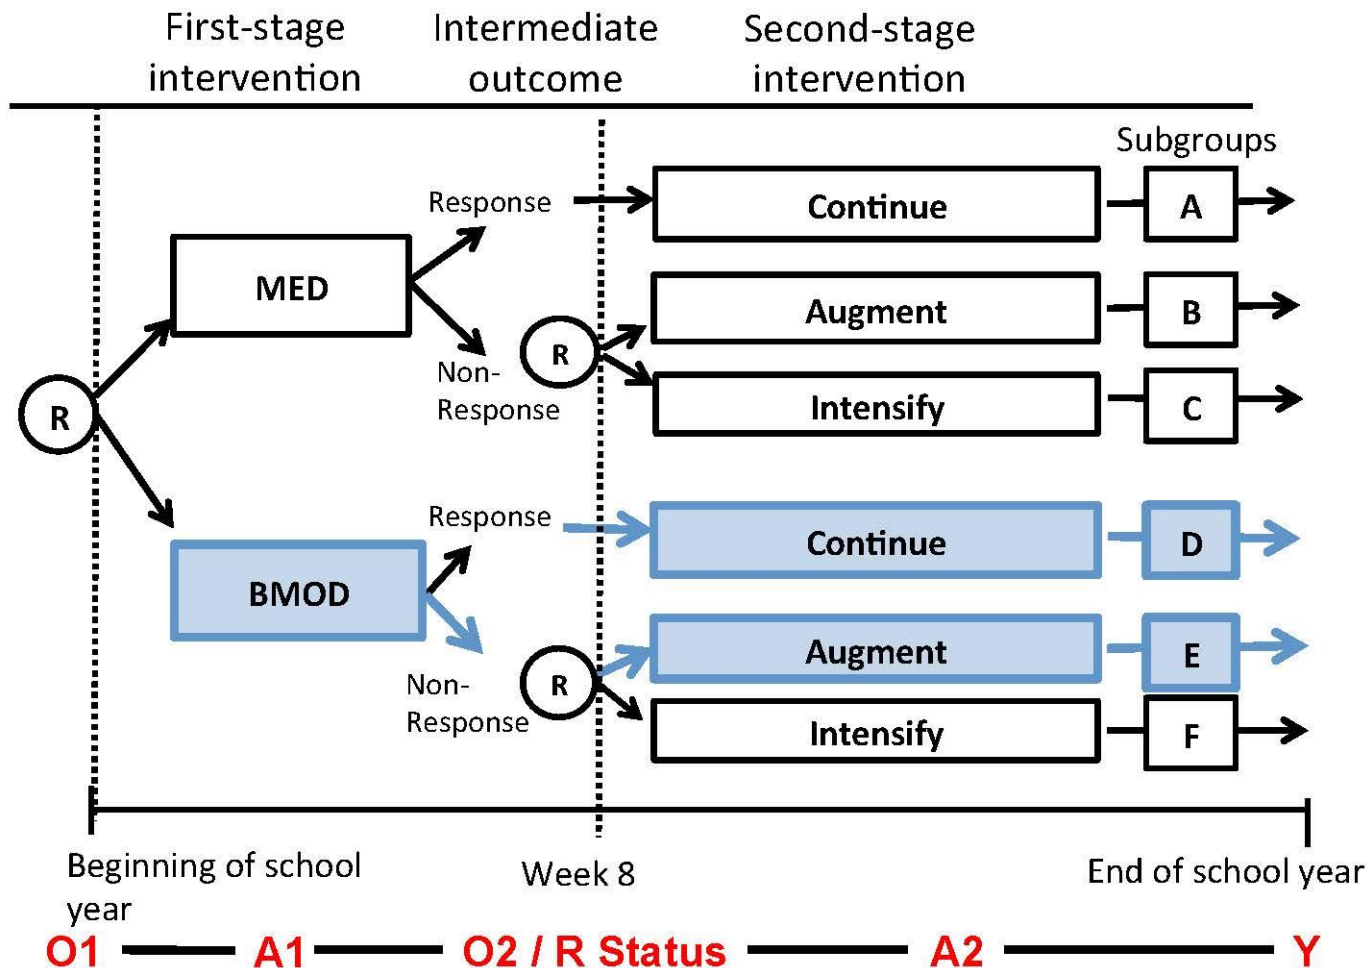 First-stage
intervention
Intermediate
outcome
Second-stage
intervention
Subgroups
Response
Continue
A
MED
Augment
B
R
Non-
Response
Intensify
C
R
Response
Continue
D
BMOD
Augment
E
R
Non-
Response
Intensify
F
Beginning of school
year
Week 8
End of school year
O1 A1 O2 / R Status A2 Y